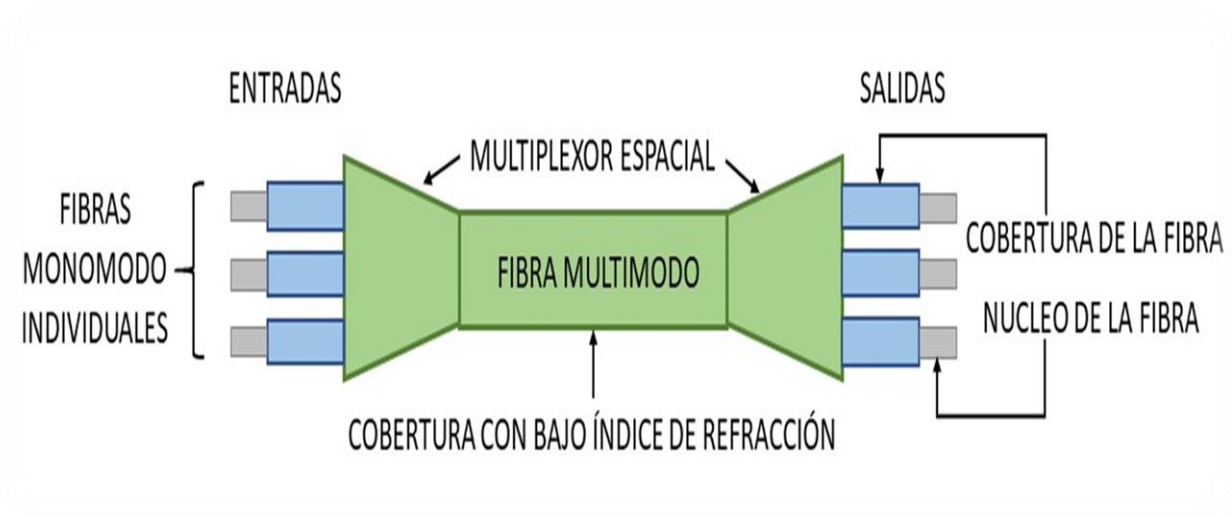 ENTRADAS
SALIDAS
MULTIPLEXOR ESPACIAL
FIBRAS
MONOMODO
INDIVIDUALES
FIBRA MULTIMODO
COBERTURA DE LA FIBRA
NUCLEO DE LA FIBRA
COBERTURA CON BAJO ÍNDICE DE REFRACCIÓN